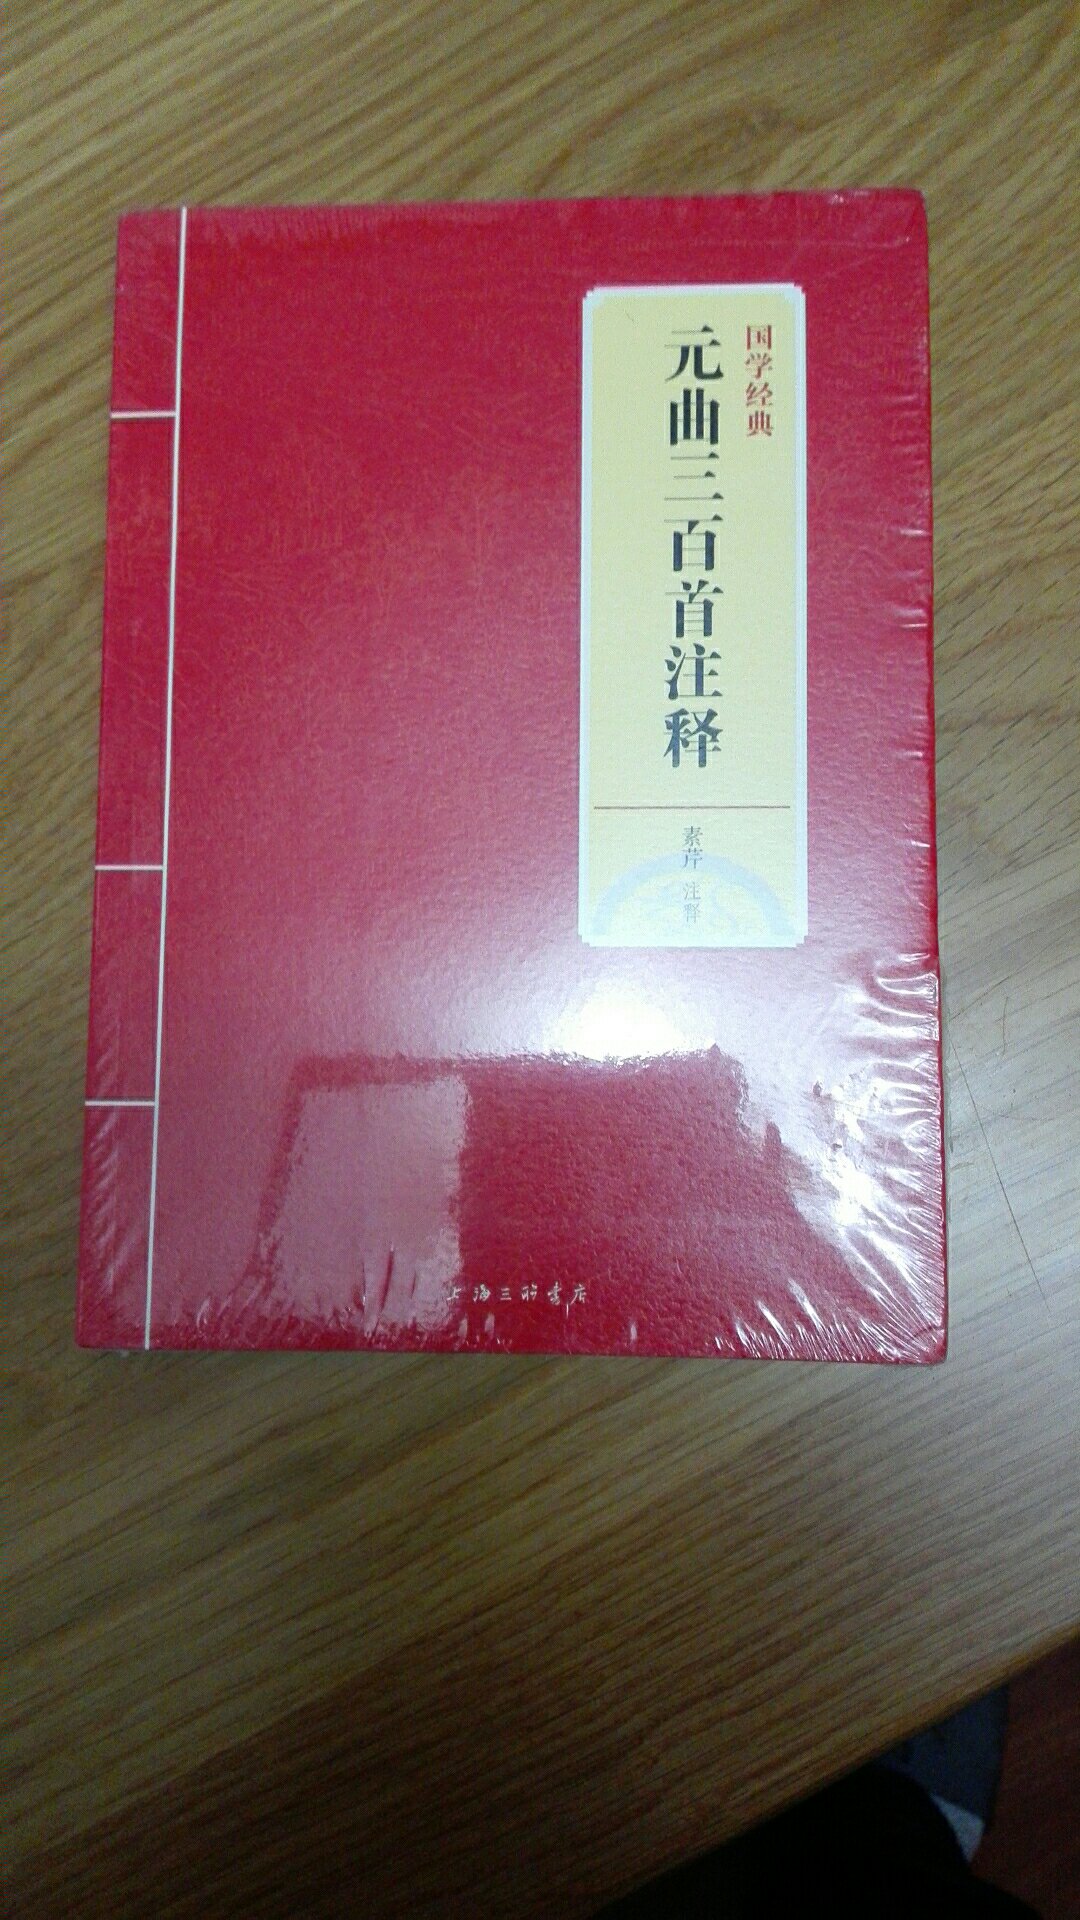 国学经典
元曲三百首注释
素芹 注释
上海三联书店